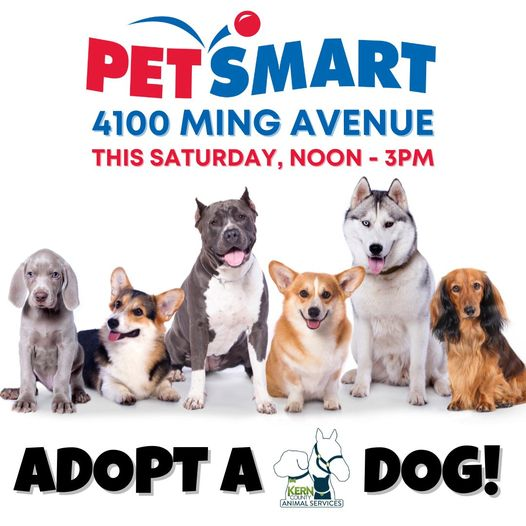 PETSMART
4100 MING AVENUE
THIS SATURDAY, NOON - 3PM
ADOPT A DOG!
KERN
COUNTY
ANIMAL SERVICES